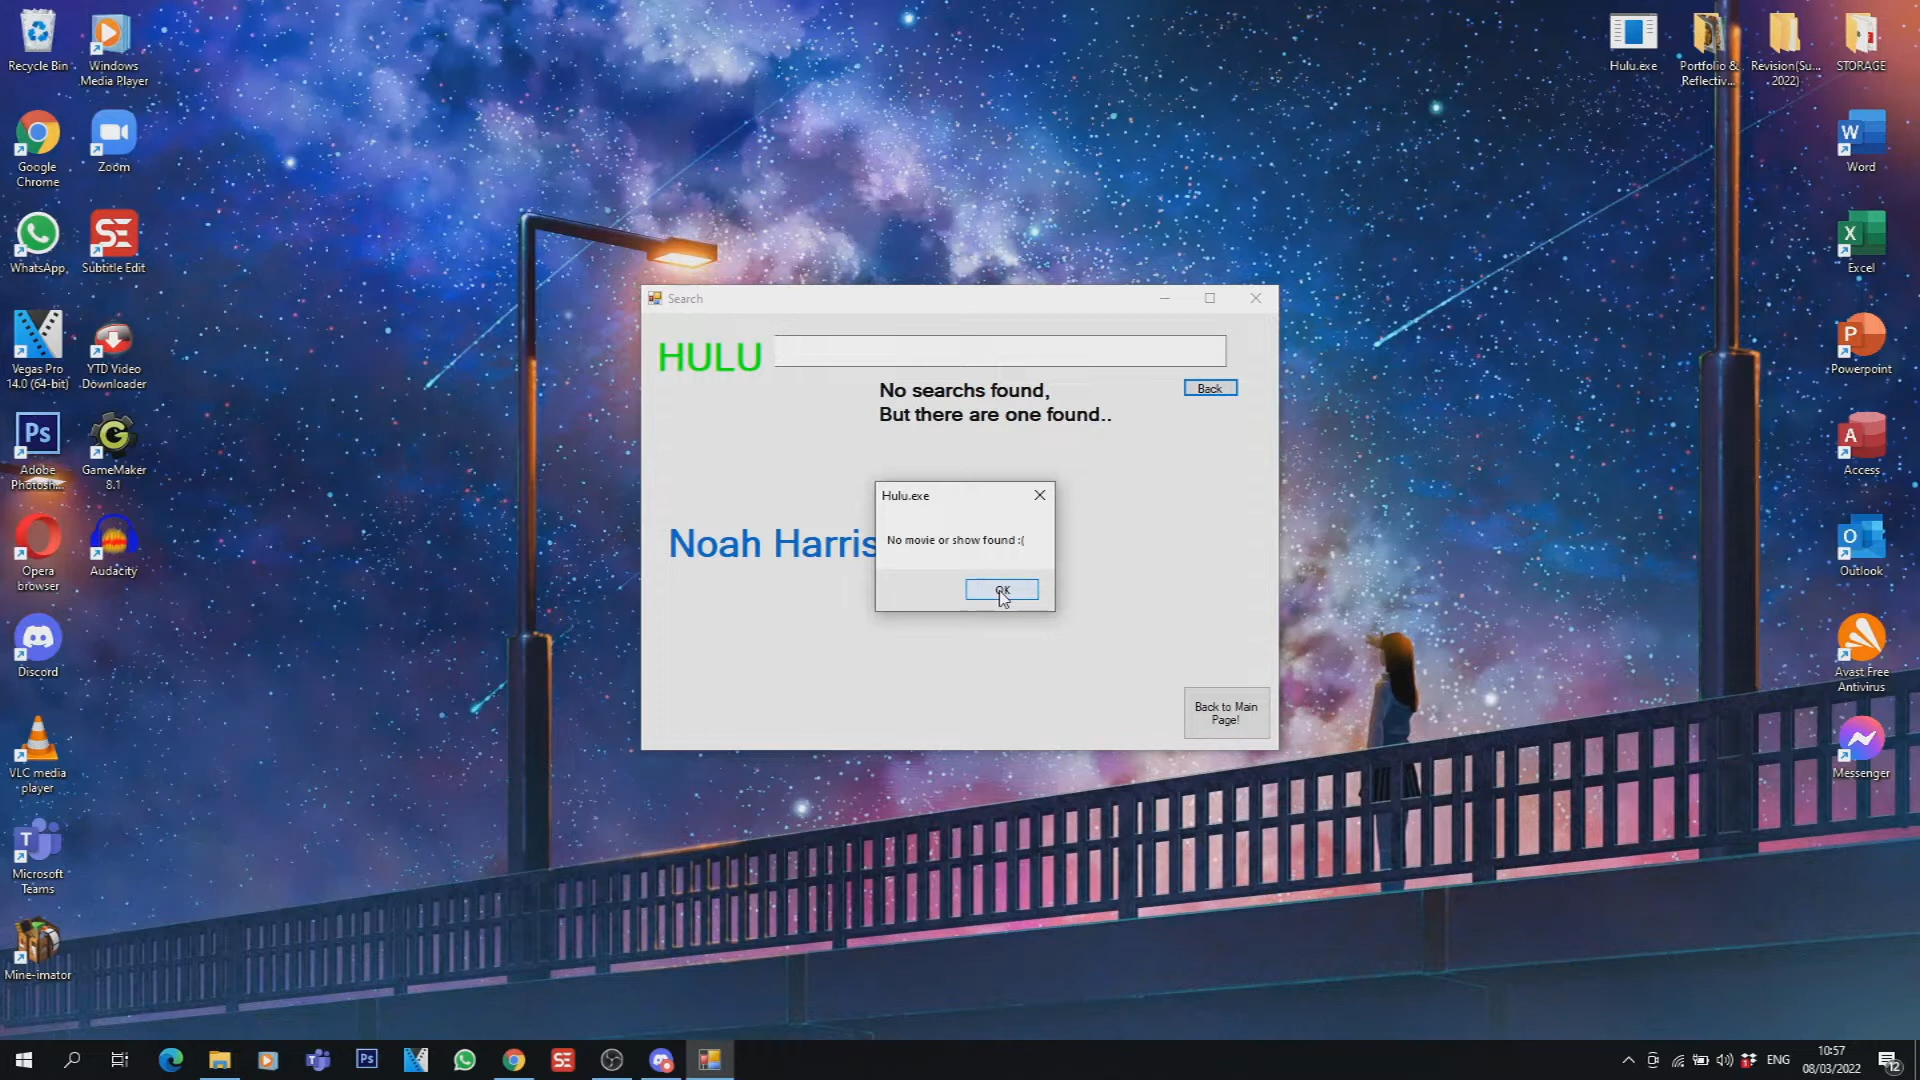 Recycle Bin
Windows Media Player
Google Chrome
Zoom
WhatsApp
SE
Subtitle Edit
Vegas Pro 14.0 (64-bit)
YTD Video Downloader
Ps
Adobe Photosh...
GameMaker 8.1
Opera browser
Audacity
Discord
VLC media player
T
Microsoft Teams
Mine-imator
Hulu.exe
Portfolio & Reflectiv...
Revision(Su... 2022)
STORAGE
W
Word
X
Excel
P
Powerpoint
A
Access
O
Outlook
Avast Free Antivirus
Messenger
Search
HULU
No searchs found,
But there are one found..
Back
Noah Harris
Hulu.exe
No movie or show found :(
OK
Back to Main
Page!
T
Ps
SE
ENG
10:57
08/03/2022
12